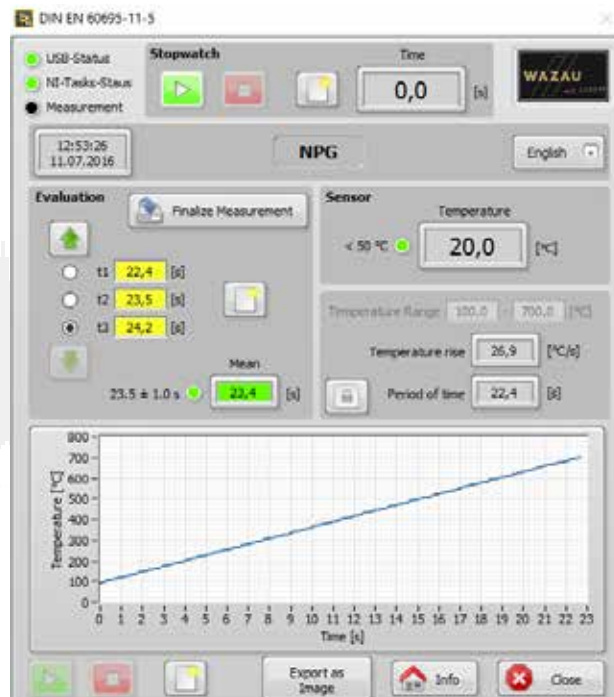 DIN EN 60695-11-5
USB-Status
NI-Tasks-Staus
Measurement
Stopwatch
Time
0,0 [s]
WAZAU
12:53:26
11.07.2016
NPG
English
Evaluation
Finalize Measurement
t1 22,4 [s]
t2 23,5 [s]
t3 24,2 [s]
Mean
23.5 ± 1.0 s 23,4 [s]
Sensor
Temperature
< 50 °C 20,0 [°C]
Temperature Range 100,0 - 700,0 [°C]
Temperature rise 26,9 [°C/s]
Period of time 22,4 [s]
Temperature [°C]
800
700
600
500
400
300
200
100
0
0 1 2 3 4 5 6 7 8 9 10 11 12 13 14 15 16 17 18 19 20 21 22 23
Time [s]
Export as
Image
Info
Close